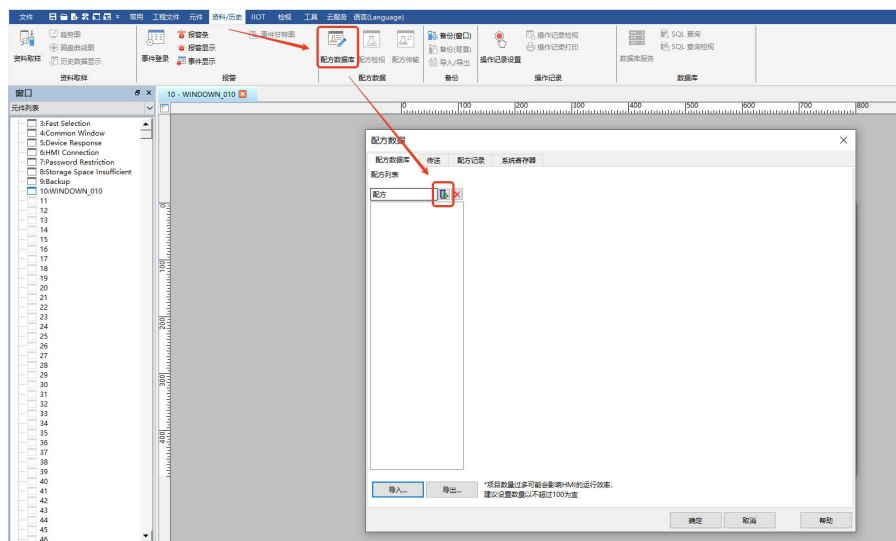 文件 常用 工程文件 元件 资料/历史 IIOT 检视 工具 云服务 语言(Language)
资料取样
趋势图
圆盘曲线图
历史数据显示
资料取样
事件登录
报警条
报警显示
事件显示
事件甘特图
报警
配方数据库
配方检视
配方传输
配方数据
备份(窗口)
备份(背景)
导入/导出
备份
操作记录设置
操作记录检视
操作记录打印
操作记录
数据库服务
SQL 查询
SQL 查询检视
数据库
窗口
元件列表
3:Fast Selection
4:Common Window
5:Device Response
6:HMI Connection
7:Password Restriction
8:Storage Space Insufficient
9:Backup
10:WINDOWN_010
11
12
13
14
15
16
17
18
19
20
21
22
23
24
25
26
27
28
29
30
31
32
33
34
35
36
37
38
39
40
41
42
43
44
45
46
10 - WINDOWN_010
0 100 200 300 400 500 600 700 800
0
100
200
300
400
配方数据
配方数据库 传送 配方记录 系统寄存器
配方列表
配方
导入... 导出...
*项目数量过多可能会影响HMI的运行效率,
建议设置数量以不超过100为宜
确定 取消 帮助